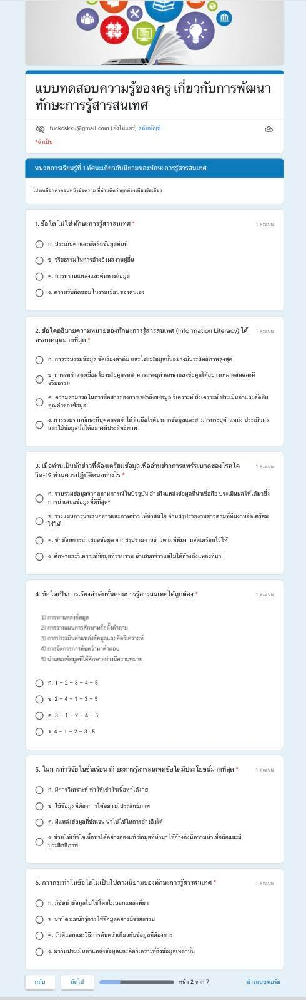 แบบทดสอบความรู้ของครู เกี่ยวกับการพัฒนา
ทักษะการรู้สารสนเทศ
tuckcskku@gmail.com (ยังไม่แชร์) สลับบัญชี
*จำเป็น
หน่วยการเรียนรู้ที่ 1 ทัศนะเกี่ยวกับนิยามของทักษะการรู้สารสนเทศ
โปรดเลือกคำตอบหน้าข้อความ ที่ท่านคิดว่าถูกต้องเพียงข้อเดียว
1. ข้อใด ไม่ใช่ ทักษะการรู้สารสนเทศ *
1 คะแนน
ก. ประเมินค่าและตัดสินข้อมูลทันที
ข. จริยธรรมในการอ้างอิงผลงานผู้อื่น
ค. การทราบแหล่งและค้นหาข้อมูล
ง. ความรับผิดชอบในงานเขียนของตนเอง
2. ข้อใดอธิบายความหมายของทักษะการรู้สารสนเทศ (Information Literacy) ได้
ครอบคลุมมากที่สุด *
1 คะแนน
ก. การรวบรวมข้อมูล จัดเรียงลำดับ และใช้ข้อมูลนั้นอย่างมีประสิทธิภาพสูงสุด
ข. การจดจำและเชื่อมโยงข้อมูลจนสามารถระบุตำแหน่งของข้อมูลได้อย่างเหมาะสมและมี
จริยธรรม
ค. ความสามารถในการสื่อสารของการเข้าถึงข้อมูล วิเคราะห์ สังเคราะห์ ประเมินค่าและตัดสิน
คุณค่าของข้อมูล
ง. การรวบรวมทักษะที่บุคคลจดจำได้ว่าเมื่อไรต้องการข้อมูลและสามารถระบุตำแหน่ง ประเมินผล
และใช้ข้อมูลนั้นได้อย่างมีประสิทธิภาพ
3. เมื่อท่านเป็นนักข่าวที่ต้องเตรียมข้อมูลเพื่ออ่านข่าวการแพร่ระบาดของโรคโค
วิด-19 ท่านควรปฏิบัติตนอย่างไร *
1 คะแนน
ก. รวบรวมข้อมูลจากสถานการณ์ในปัจจุบัน อ้างถึงแหล่งข้อมูลที่น่าเชื่อถือ ประเมินผลให้ได้มาซึ่ง
การนำเสนอข้อมูลที่ดีที่สุด*
ข. วางแผนการนำเสนอข่าวและภาพข่าวให้น่าสนใจ อ่านสรุปรายงานข่าวตามที่ทีมงานจัดเตรียม
ไว้ให้
ค. ซักซ้อมการนำเสนอข้อมูล จากสรุปรายงานข่าวตามที่ทีมงานจัดเตรียมไว้ให้
ง. ศึกษาและวิเคราะห์ข้อมูลที่รวบรวม นำเสนอข่าวแต่ไม่ได้อ้างถึงแหล่งที่มา
4. ข้อใดเป็นการเรียงลำดับขั้นตอนการรู้สารสนเทศได้ถูกต้อง *
1 คะแนน
1) การหาแหล่งข้อมูล
2) การวางแผนการศึกษาหรือตั้งคำถาม
3) การประเมินค่าแหล่งข้อมูลและคิดวิเคราะห์
4) การจัดการการค้นคว้าหาคำตอบ
5) นำเสนอข้อมูลที่ได้ศึกษาอย่างมีความหมาย
ก. 1 – 2 – 3 – 4 – 5
ข. 2 – 4 – 1 – 3 – 5
ค. 3 – 1 – 2 – 4 – 5
ง. 4 – 1 – 2 – 3 - 5
5. ในการทำวิจัยในชั้นเรียน ทักษะการรู้สารสนเทศข้อใดมีประโยชน์มากที่สุด *
1 คะแนน
ก. มีการวิเคราะห์ ทำให้เข้าใจเนื้อหาได้ง่าย
ข. ใช้ข้อมูลที่ต้องการได้อย่างมีประสิทธิภาพ
ค. มีแหล่งข้อมูลที่ชัดเจน นำไปใช้ในการอ้างอิงได้
ง. ช่วยให้เข้าใจเนื้อหาได้อย่างถ่องแท้ ข้อมูลที่นำมาใช้อ้างอิงมีความน่าเชื่อถือและมี
ประสิทธิภาพ
6. การกระทำในข้อใดไม่เป็นไปตามนิยามของทักษะการรู้สารสนเทศ *
1 คะแนน
ก. มีชัยนำข้อมูลไปใช้โดยไม่บอกแหล่งที่มา
ข. นาบีตระหนักรู้การใช้ข้อมูลอย่างมีจริยธรรม
ค. วันดีแยกแยะวิธีการค้นคว้าเกี่ยวกับข้อมูลที่ต้องการ
ง. มาวินประเมินค่าแหล่งข้อมูลและคิดวิเคราะห์ถึงข้อมูลเหล่านั้น
กลับ
ถัดไป
หน้า 2 จาก 7
ล้างแบบฟอร์ม